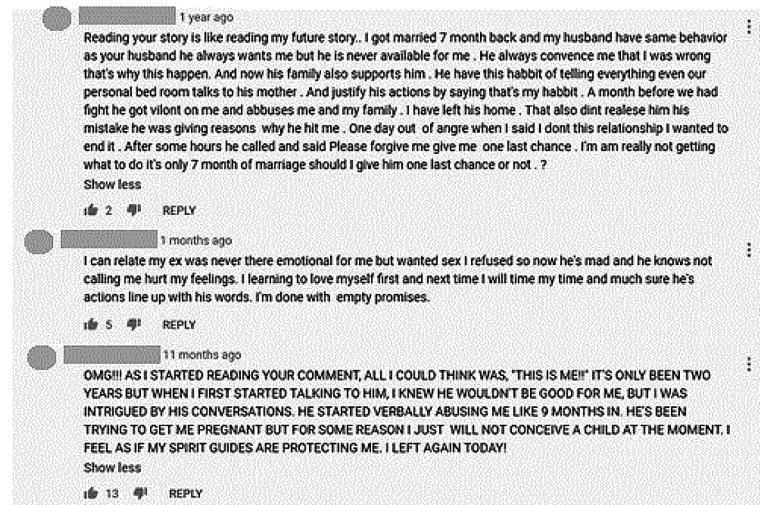 1 year ago
Reading your story is like reading my future story.. I got married 7 month back and my husband have same behavior
as your husband he always wants me but he is never available for me . He always convence me that I was wrong
that's why this happen. And now his family also supports him . He have this habbit of telling everything even our
personal bed room talks to his mother . And justify his actions by saying that's my habbit . A month before we had
fight he got vilont on me and abbuses me and my family . I have left his home . That also dint realese him his
mistake he was giving reasons why he hit me . One day out of angre when I said I dont this relationship I wanted to
end it . After some hours he called and said Please forgive me give me one last chance . I'm am really not getting
what to do it's only 7 month of marriage should I give him one last chance or not . ?
Show less
2 REPLY
1 months ago
I can relate my ex was never there emotional for me but wanted sex I refused so now he's mad and he knows not
calling me hurt my feelings. I learning to love myself first and next time I will time my time and much sure he's
actions line up with his words. I'm done with empty promises.
5 REPLY
11 months ago
OMG!!! AS I STARTED READING YOUR COMMENT, ALL I COULD THINK WAS, "THIS IS ME!!" IT'S ONLY BEEN TWO
YEARS BUT WHEN I FIRST STARTED TALKING TO HIM, I KNEW HE WOULDN'T BE GOOD FOR ME, BUT I WAS
INTRIGUED BY HIS CONVERSATIONS. HE STARTED VERBALLY ABUSING ME LIKE 9 MONTHS IN. HE'S BEEN
TRYING TO GET ME PREGNANT BUT FOR SOME REASON I JUST WILL NOT CONCEIVE A CHILD AT THE MOMENT. I
FEEL AS IF MY SPIRIT GUIDES ARE PROTECTING ME. I LEFT AGAIN TODAY!
Show less
13 REPLY